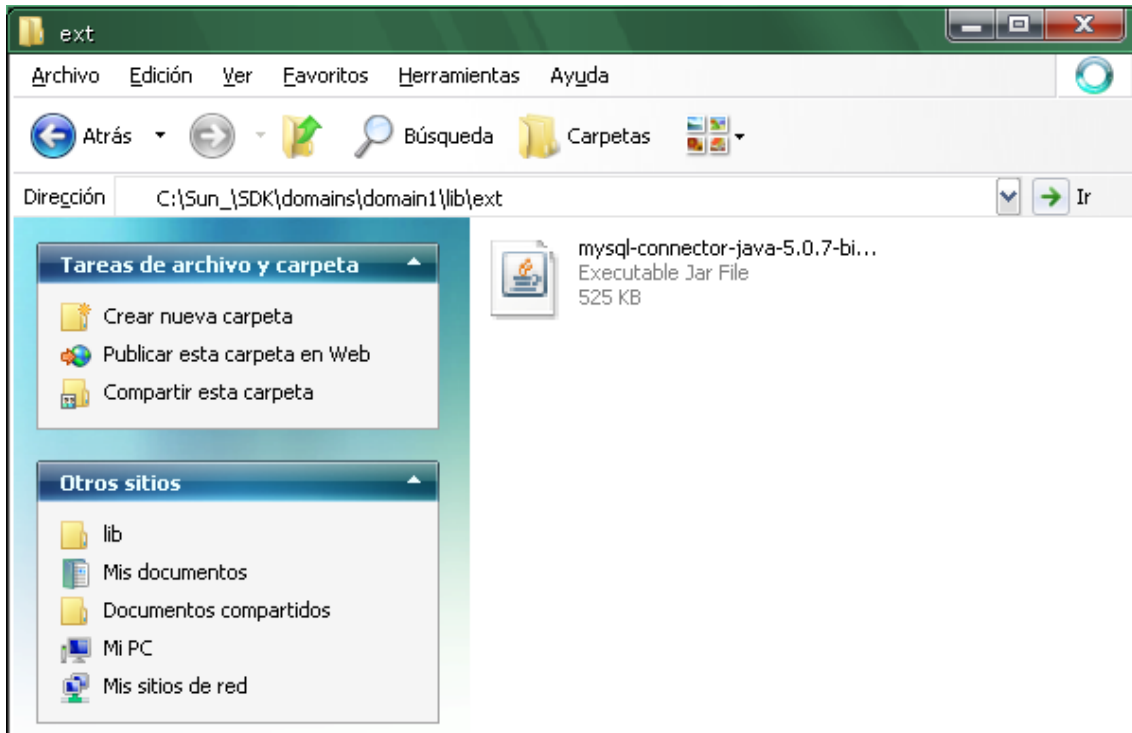 ext
Archivo Edición Ver Favoritos Herramientas Ayuda
Atrás Búsqueda Carpetas
Dirección C:\Sun_\SDK\domains\domain1\lib\ext Ir
Tareas de archivo y carpeta
Crear nueva carpeta
Publicar esta carpeta en Web
Compartir esta carpeta
Otros sitios
lib
Mis documentos
Documentos compartidos
Mi PC
Mis sitios de red
mysql-connector-java-5.0.7-bi...
Executable Jar File
525 KB